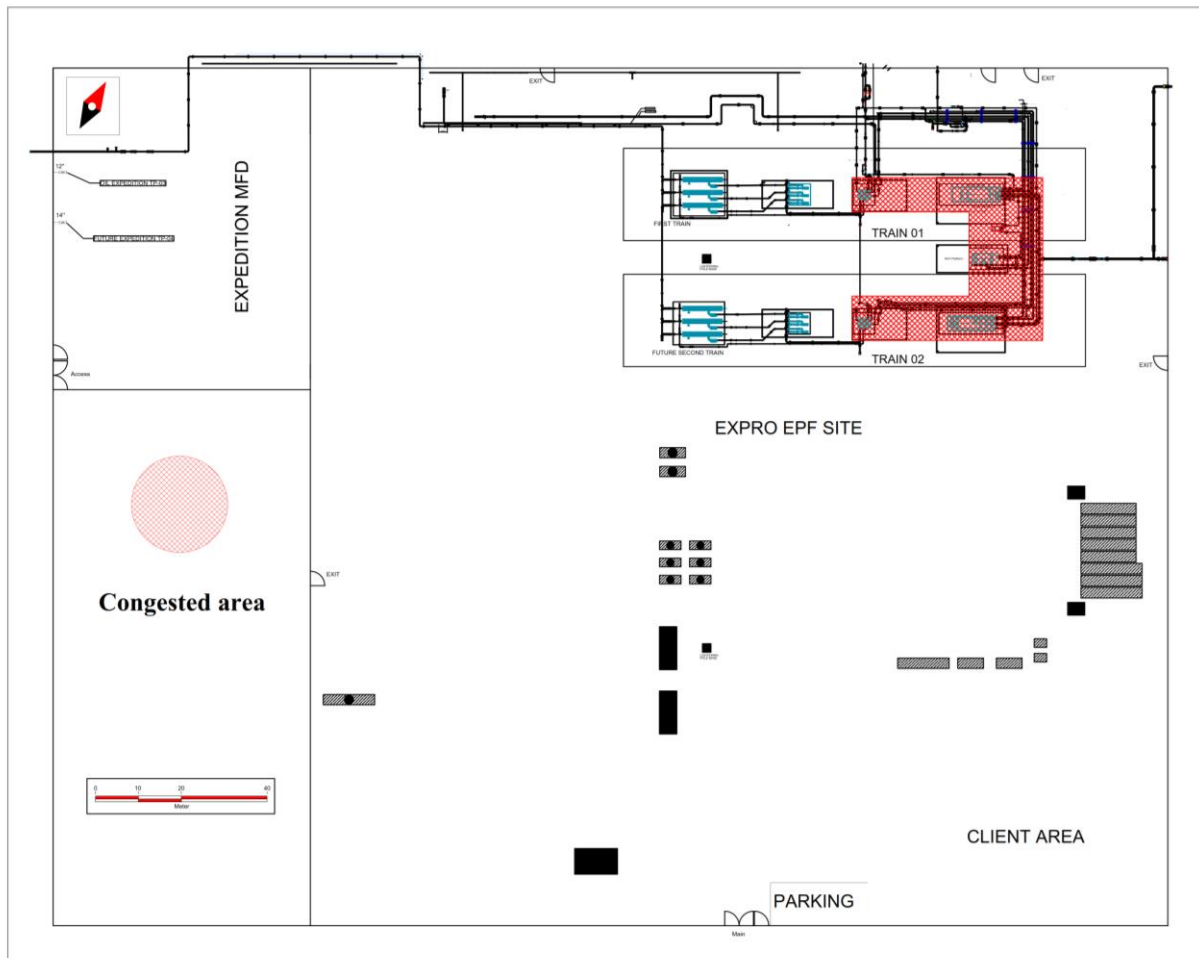 EXIT
EXIT
12"
14"
EXPEDITION MFD
FIRST TRAIN
TRAIN 01
FUTURE SECOND TRAIN
TRAIN 02
EXIT
Access
EXPRO EPF SITE
EXIT
Congested area
0 10 20 40
Meter
CLIENT AREA
PARKING
Main